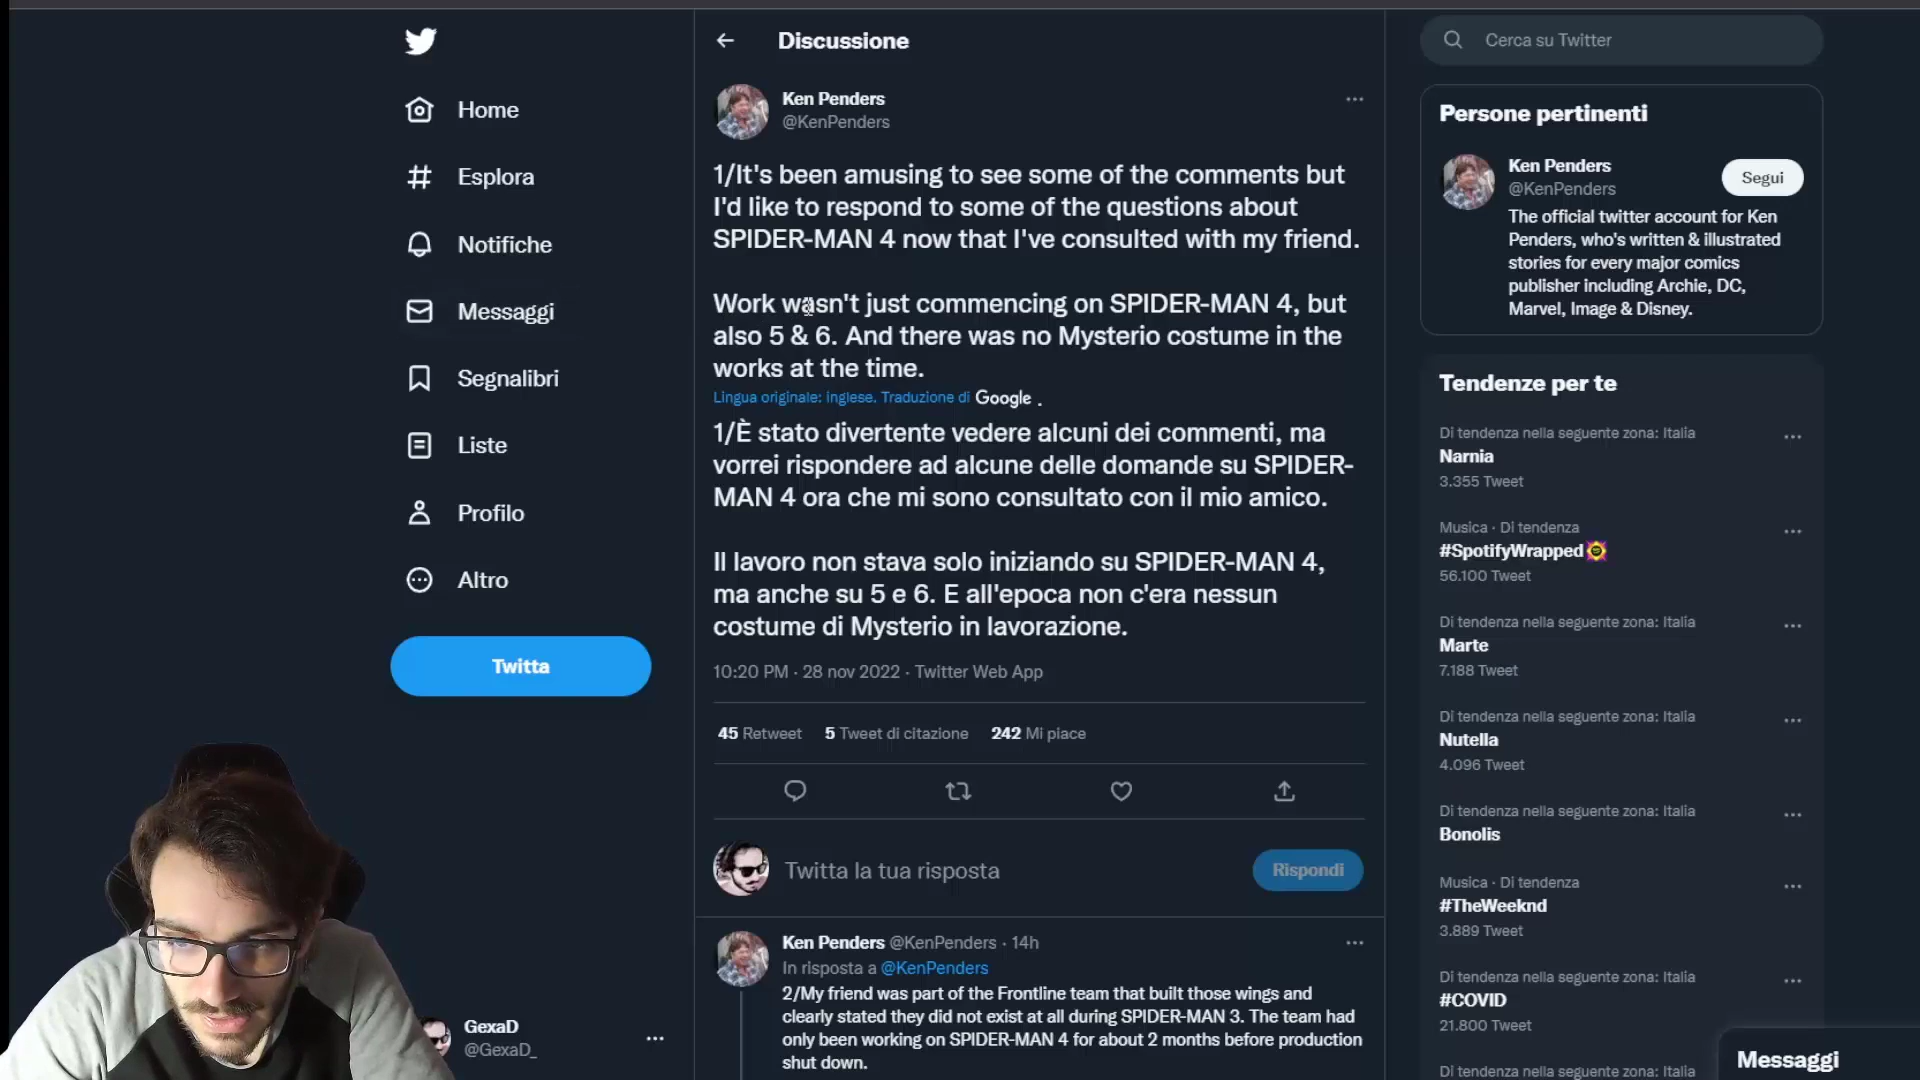 Home
Esplora
Notifiche
Messaggi
Segnalibri
Liste
Profilo
Altro
Twitta
GexaD
@GexaD_
Discussione
Ken Penders
@KenPenders
1/It's been amusing to see some of the comments but
I'd like to respond to some of the questions about
SPIDER-MAN 4 now that I've consulted with my friend.
Work wasn't just commencing on SPIDER-MAN 4, but
also 5 & 6. And there was no Mysterio costume in the
works at the time.
Lingua originale: inglese. Traduzione di Google .
1/È stato divertente vedere alcuni dei commenti, ma
vorrei rispondere ad alcune delle domande su SPIDER-
MAN 4 ora che mi sono consultato con il mio amico.
Il lavoro non stava solo iniziando su SPIDER-MAN 4,
ma anche su 5 e 6. E all'epoca non c'era nessun
costume di Mysterio in lavorazione.
10:20 PM · 28 nov 2022 · Twitter Web App
45 Retweet 5 Tweet di citazione 242 Mi piace
Twitta la tua risposta
Rispondi
Ken Penders @KenPenders · 14h
In risposta a @KenPenders
2/My friend was part of the Frontline team that built those wings and
clearly stated they did not exist at all during SPIDER-MAN 3. The team had
only been working on SPIDER-MAN 4 for about 2 months before production
shut down.
Cerca su Twitter
Persone pertinenti
Ken Penders
@KenPenders
Segui
The official twitter account for Ken
Penders, who's written & illustrated
stories for every major comics
publisher including Archie, DC,
Marvel, Image & Disney.
Tendenze per te
Di tendenza nella seguente zona: Italia
Narnia
3.355 Tweet
Musica · Di tendenza
#SpotifyWrapped
56.100 Tweet
Di tendenza nella seguente zona: Italia
Marte
7.188 Tweet
Di tendenza nella seguente zona: Italia
Nutella
4.096 Tweet
Di tendenza nella seguente zona: Italia
Bonolis
Musica · Di tendenza
#TheWeeknd
3.889 Tweet
Di tendenza nella seguente zona: Italia
#COVID
21.800 Tweet
Di tendenza nella seguente zona: Italia
Messaggi